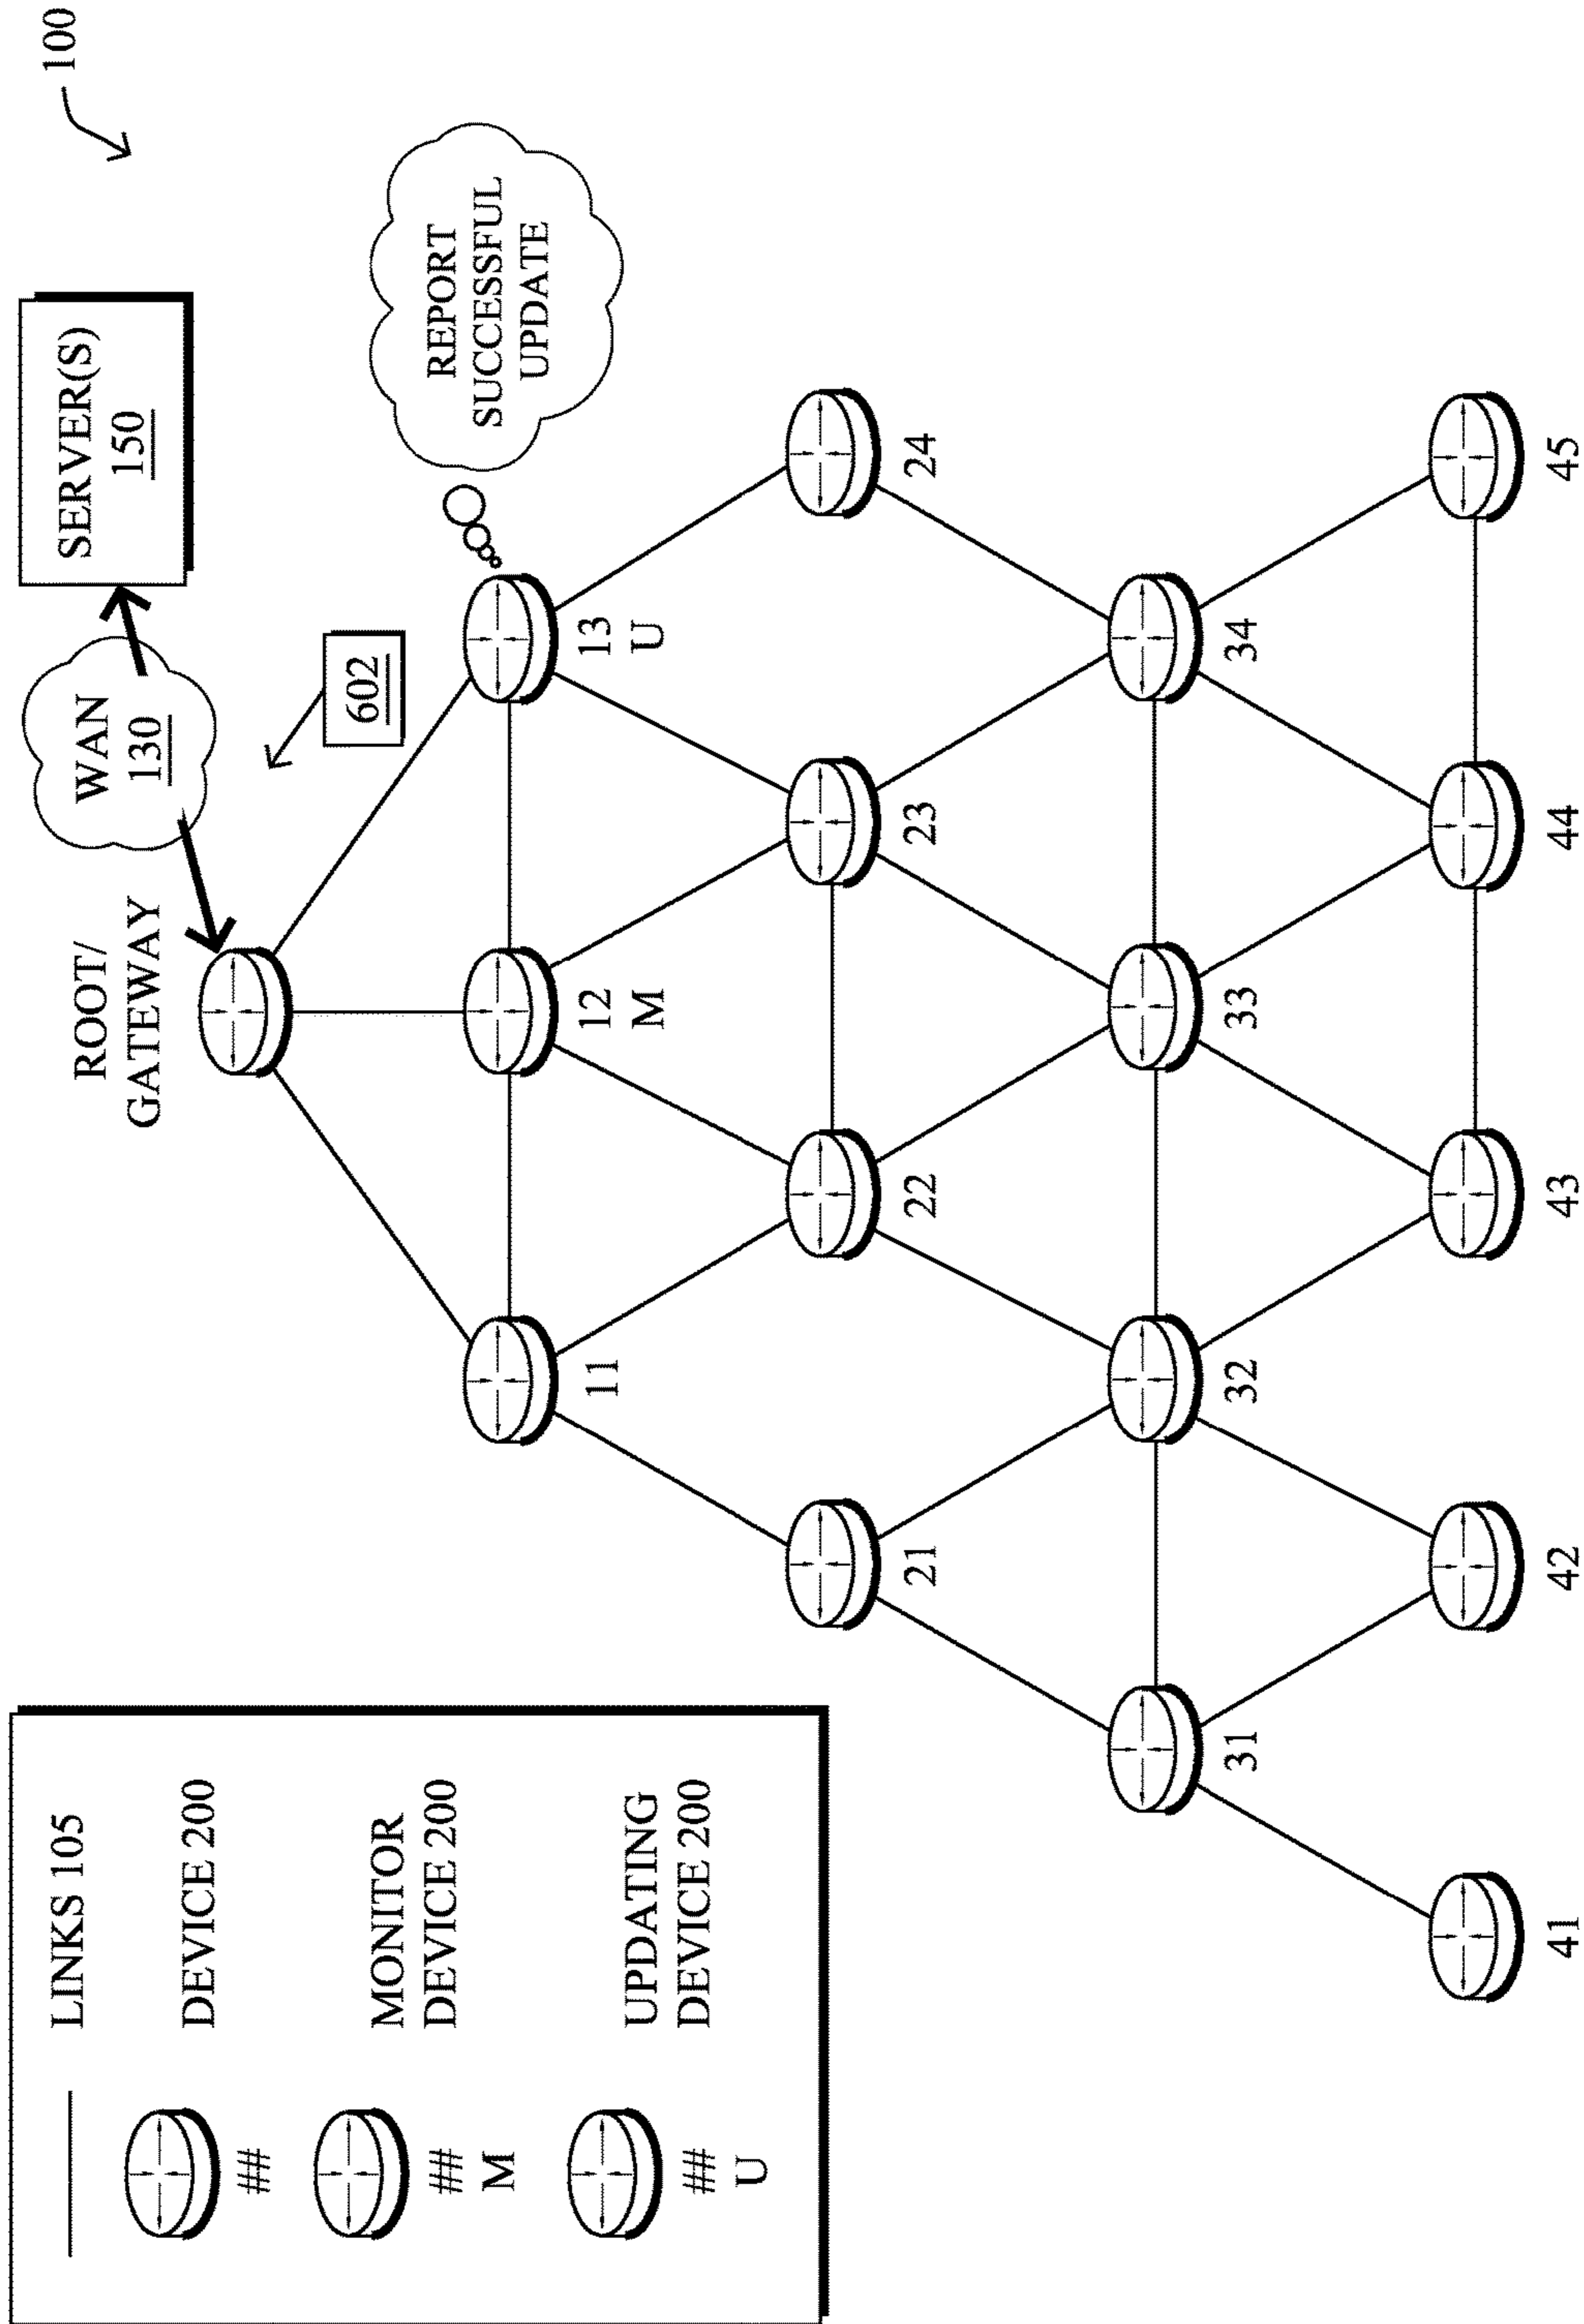 LINKS 105
##
DEVICE 200
##
M
MONITOR
DEVICE 200
##
U
UPDATING
DEVICE 200
100
SERVER(S)
150
WAN
130
ROOT/
GATEWAY
602
REPORT
SUCCESSFUL
UPDATE
11
12
M
13
U
21
22
23
24
31
32
33
34
41
42
43
44
45